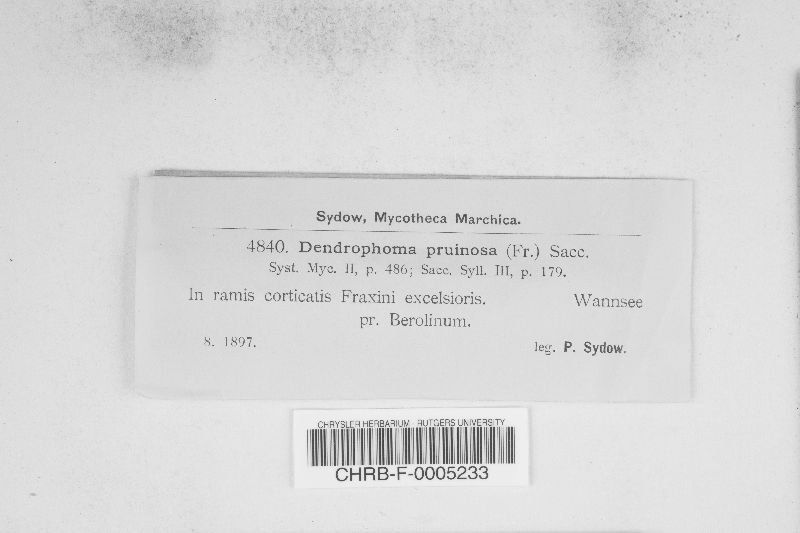 Sydow, Mycotheca Marchica.
4840. Dendrophoma pruinosa (Fr.) Sacc.
Syst. Myc. II, p. 486; Sacc. Syll. III, p. 179.
In ramis corticatis Fraxini excelsioris. Wannsee
pr. Berolinum.
8. 1897. leg. P. Sydow.
CHRYSLER HERBARIUM - RUTGERS UNIVERSITY
CHRB-F-0005233